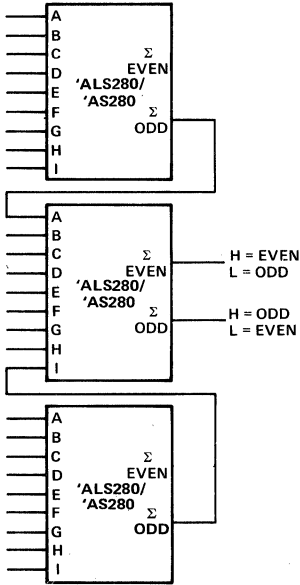 A
B
C
D
E
F
G
H
I
Σ
EVEN
'ALS280/
'AS280
Σ
ODD
A
B
C
D
E
F
G
H
I
Σ
EVEN
'ALS280/
'AS280
Σ
ODD
H = EVEN
L = ODD
H = ODD
L = EVEN
A
B
C
D
E
F
G
H
I
Σ
EVEN
'ALS280/
'AS280
Σ
ODD